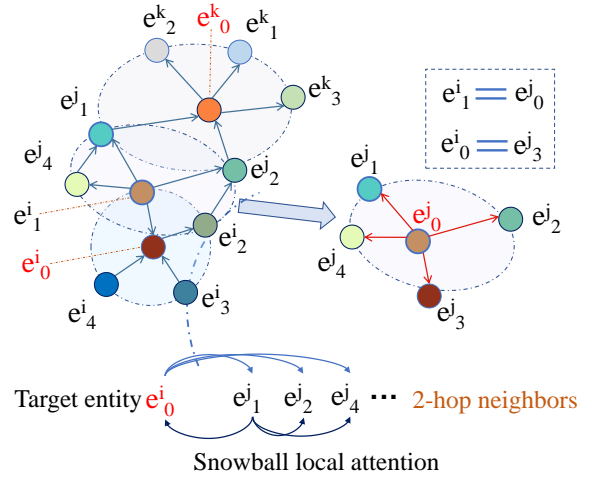 e^k_2 e^k_0 e^k_1
e^j_1 e^k_3
e^j_4 e^j_2
e^i_1
e^i_2
e^i_0
e^i_4 e^i_3
e^i_1 = e^j_0
e^i_0 = e^j_3
e^j_1
e^j_0 e^j_2
e^j_4
e^j_3
Target entity e^i_0 e^j_1 e^j_2 e^j_4 ··· 2-hop neighbors
Snowball local attention